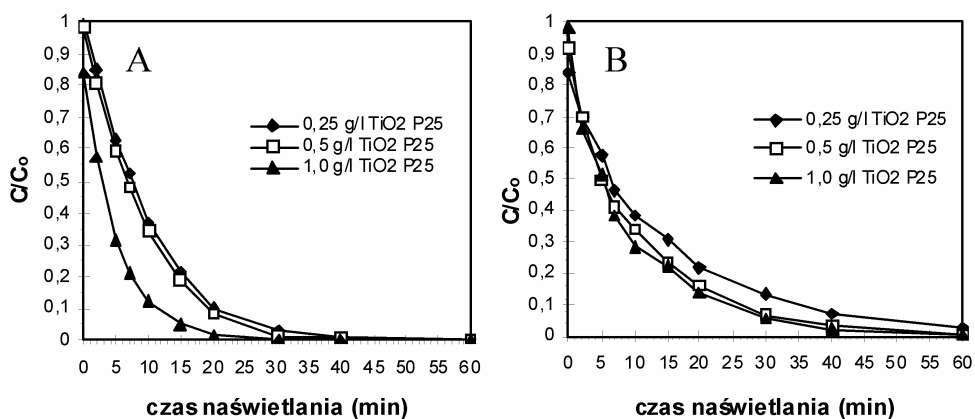 A
1
0,9
0,8
0,7
0,6
0,5
0,4
0,3
0,2
0,1
0
C/Co
0,25 g/l TiO2 P25
0,5 g/l TiO2 P25
1,0 g/l TiO2 P25
0 5 10 15 20 25 30 35 40 45 50 55 60
czas naświetlania (min)
B
1
0,9
0,8
0,7
0,6
0,5
0,4
0,3
0,2
0,1
0
C/Co
0,25 g/l TiO2 P25
0,5 g/l TiO2 P25
1,0 g/l TiO2 P25
0 5 10 15 20 25 30 35 40 45 50 55 60
czas naświetlania (min)